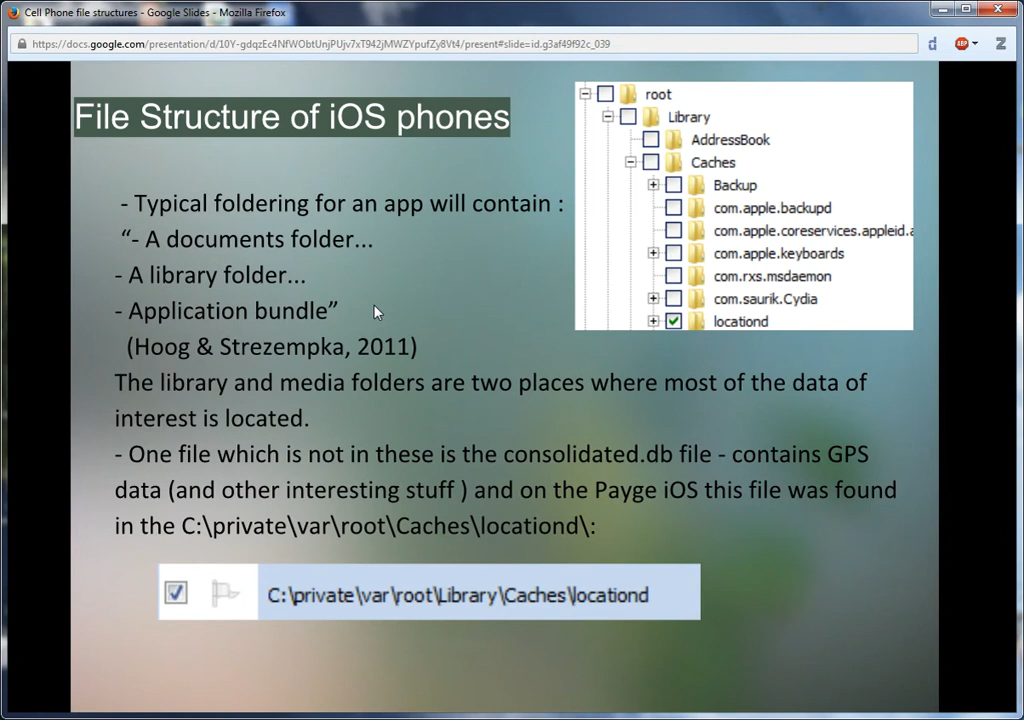 Cell Phone file structures - Google Slides - Mozilla Firefox
https://docs.google.com/presentation/d/10Y-gdqzEc4NfWObtUnjPUjv7xT942jMWZYpufZy8Vt4/present#slide=id.g3af49f92c_039
d
ABP
Z
File Structure of iOS phones
- Typical foldering for an app will contain :
“- A documents folder...
- A library folder...
- Application bundle”
(Hoog & Strezempka, 2011)
The library and media folders are two places where most of the data of
interest is located.
- One file which is not in these is the consolidated.db file - contains GPS
data (and other interesting stuff ) and on the Payge iOS this file was found
in the C:\private\var\root\Caches\locationd\:
root
Library
AddressBook
Caches
Backup
com.apple.backupd
com.apple.coreservices.appleid.a
com.apple.keyboards
com.rxs.msdaemon
com.saurik.Cydia
locationd
C:\private\var\root\Library\Caches\locationd